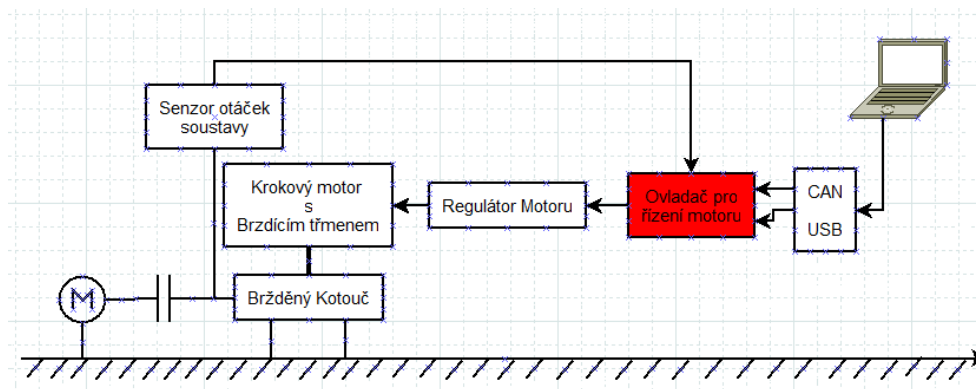 Senzor otáček
soustavy
Krokový motor
s
Brzdícím třmenem
Regulátor Motoru
Ovladač pro
řízení motoru
CAN
USB
M
Bržděný Kotouč